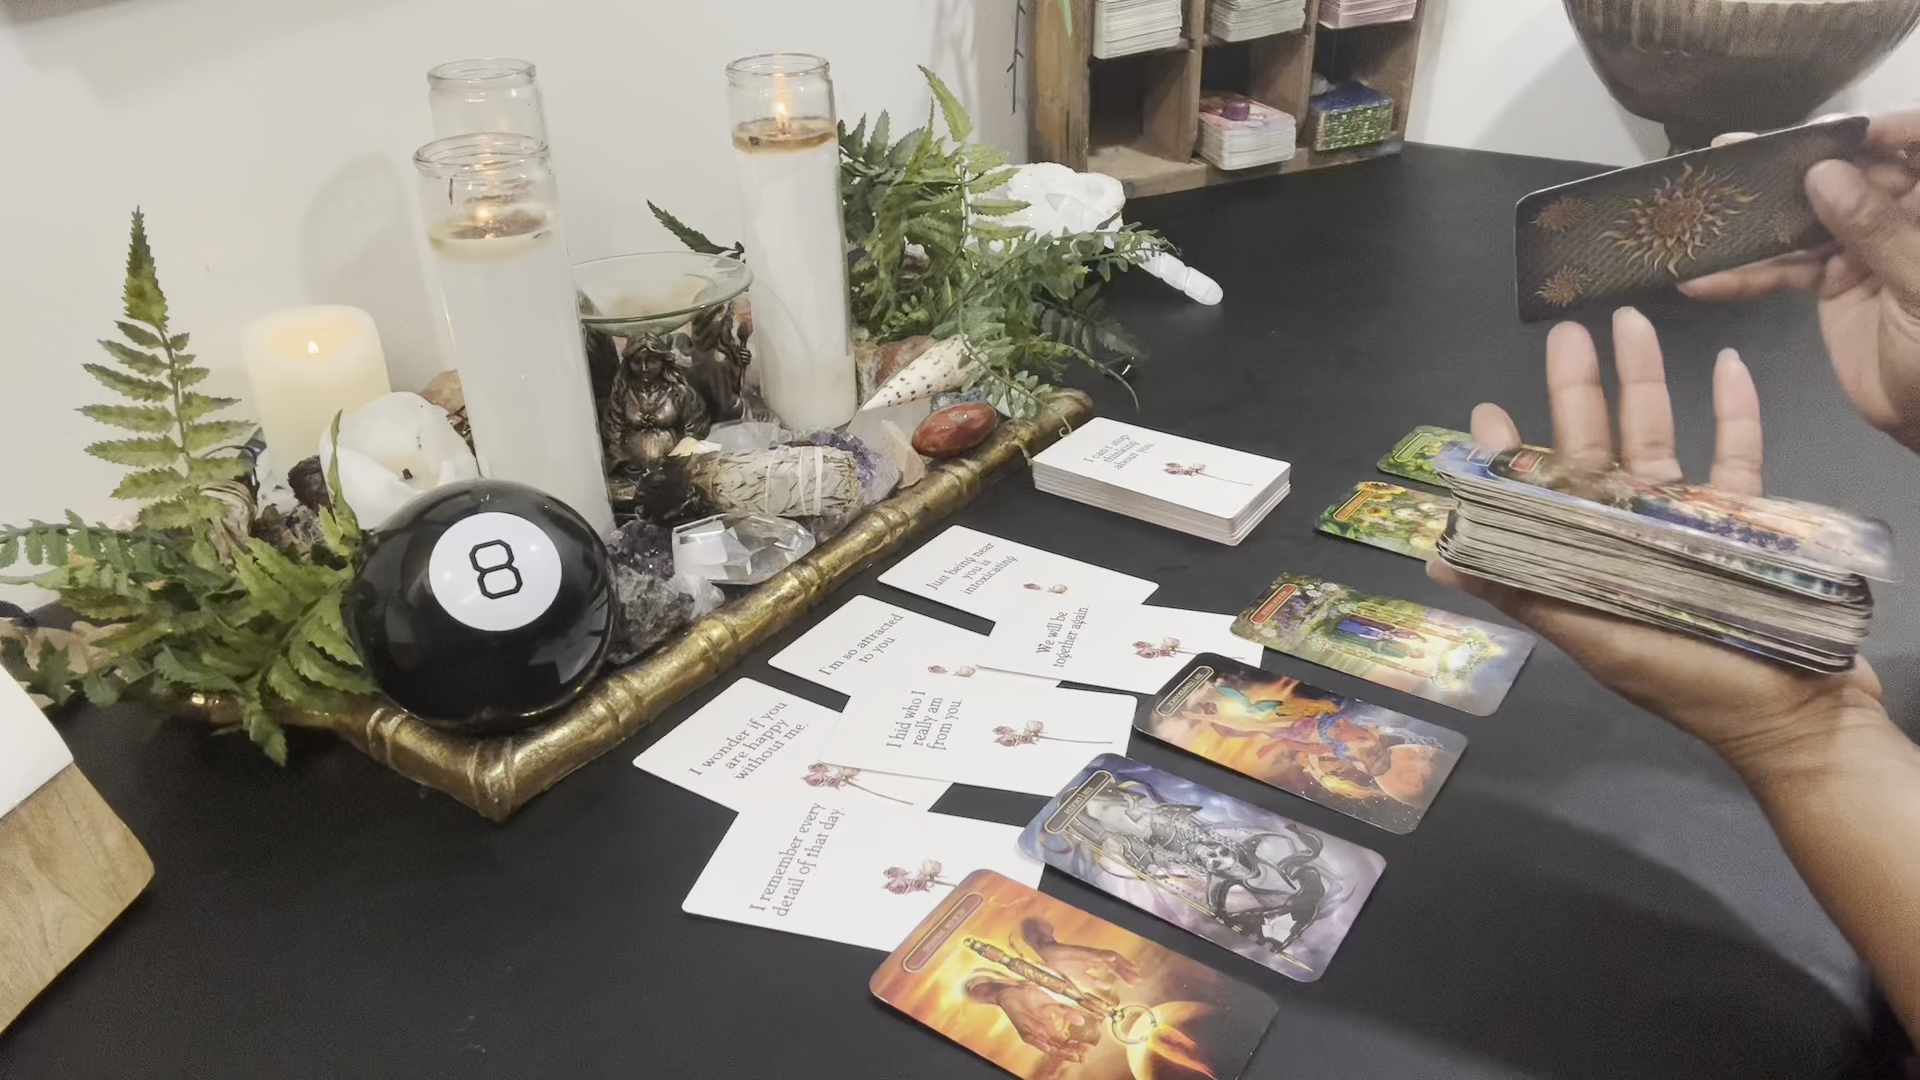 8
I can't stop
thinking
about you.
Just being near
you is
intoxicating.
We will be
together again.
I'm so attracted
to you.
I hid who I
really am
from you.
I wonder if you
are happy
without me.
I remember every
detail of that day.